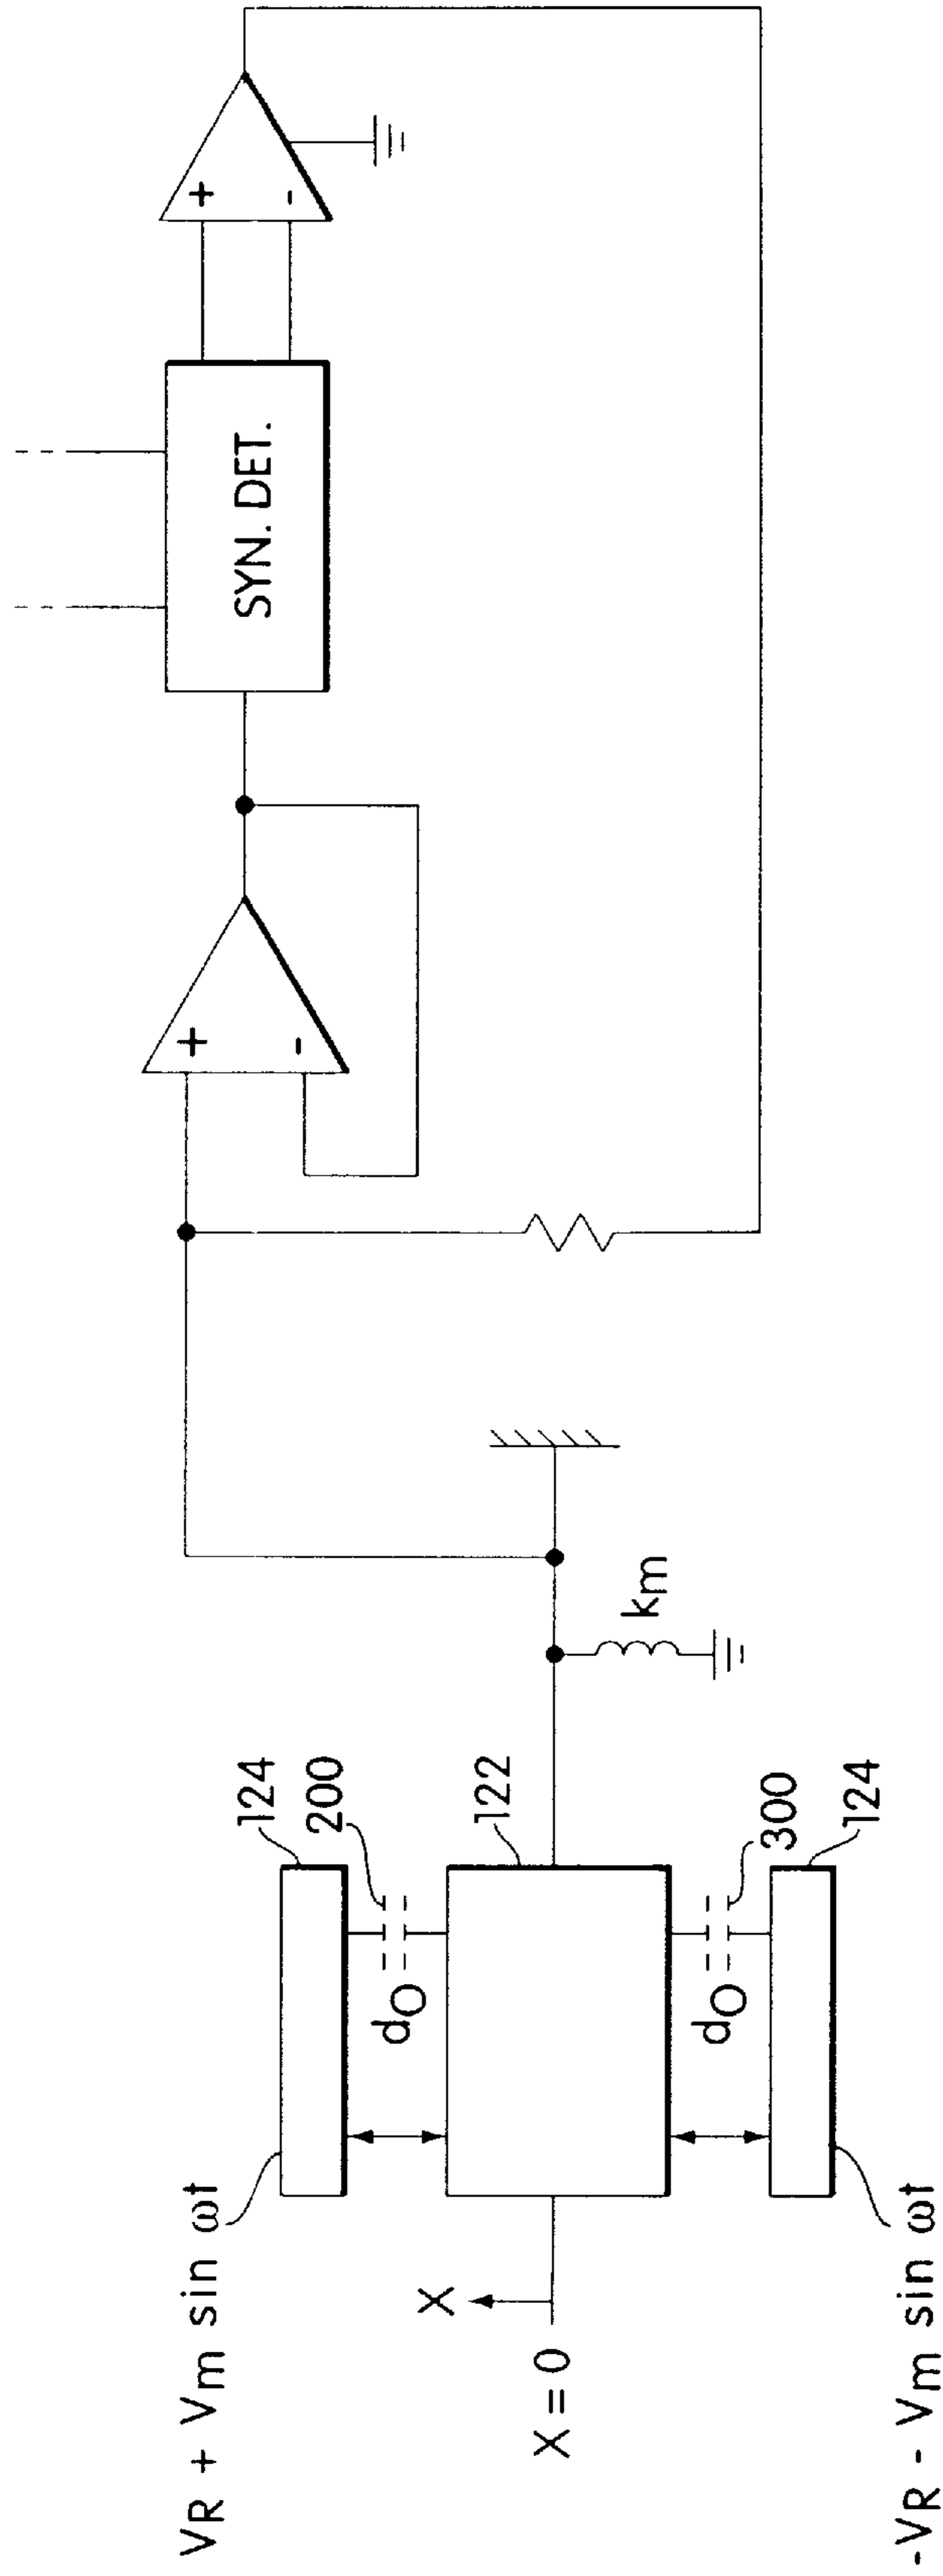 VR + Vm sin ωt
X
X = 0
-VR - Vm sin ωt
124
200
dO
122
dO
300
124
km
+
-
SYN. DET.
+
-